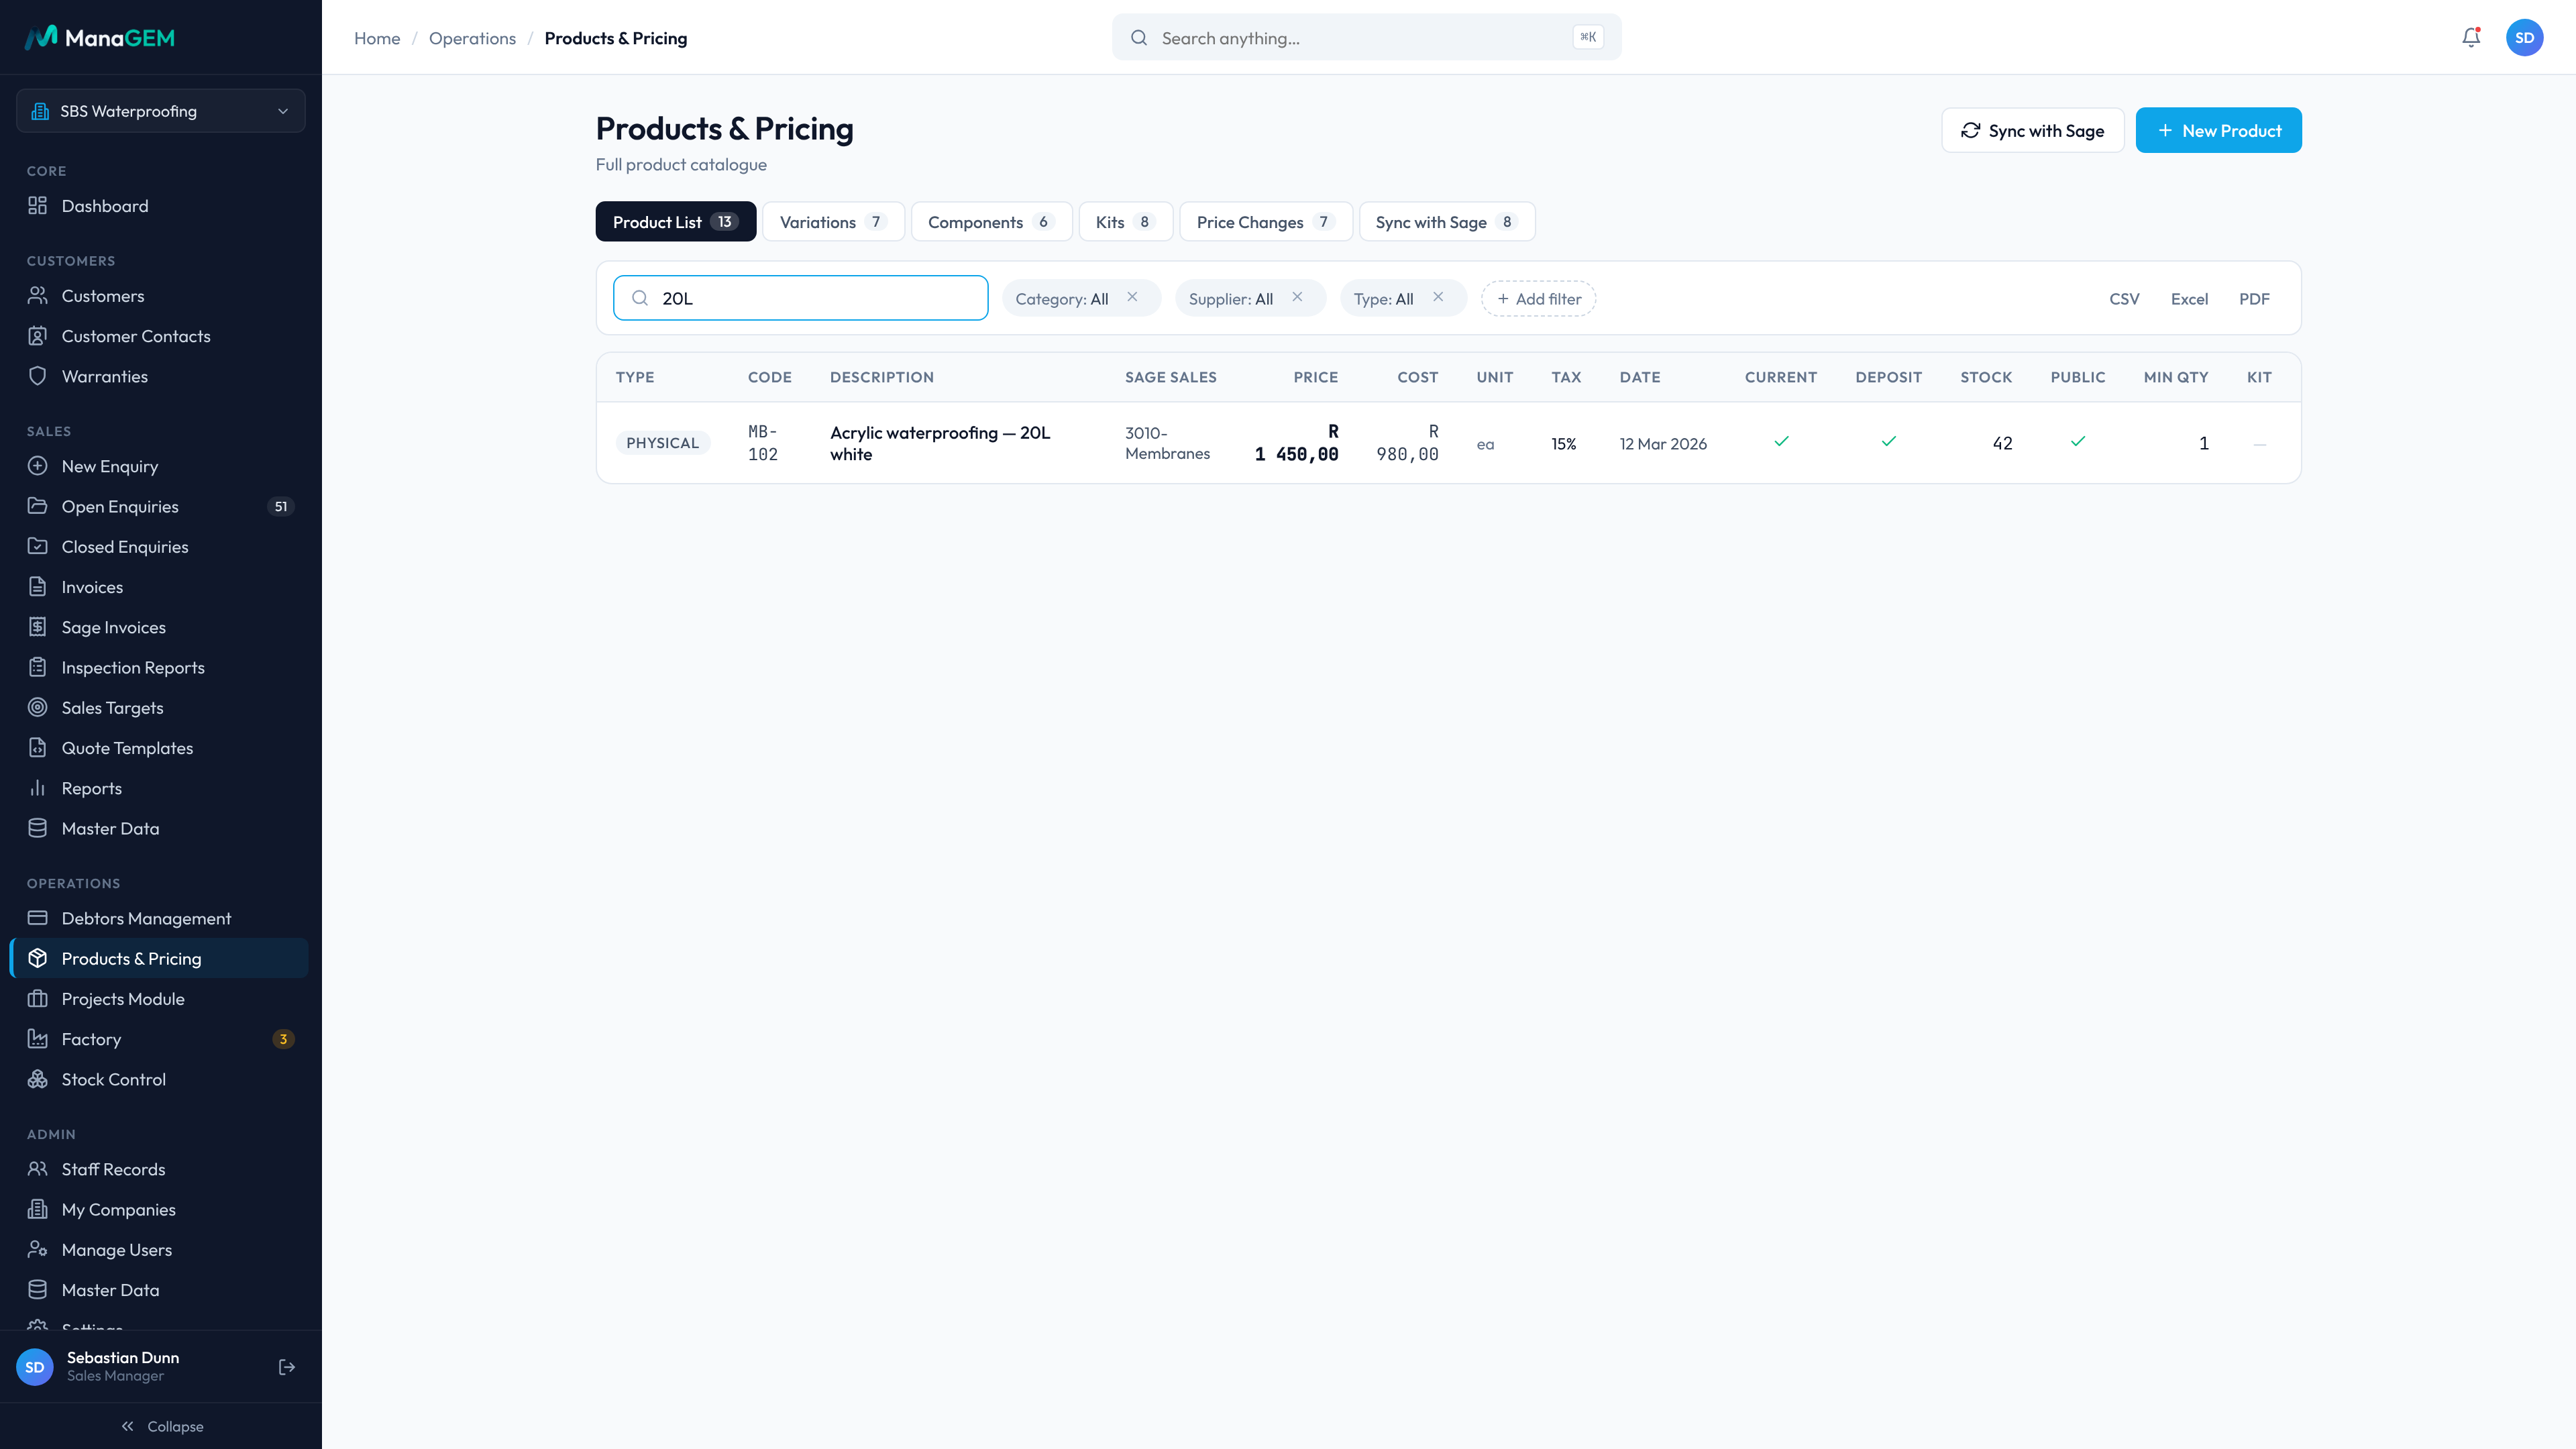 ManaGEM
SBS Waterproofing
CORE
Dashboard
CUSTOMERS
Customers
Customer Contacts
Warranties
SALES
New Enquiry
Open Enquiries 51
Closed Enquiries
Invoices
Sage Invoices
Inspection Reports
Sales Targets
Quote Templates
Reports
Master Data
OPERATIONS
Debtors Management
Products & Pricing
Projects Module
Factory 3
Stock Control
ADMIN
Staff Records
My Companies
Manage Users
Master Data
Settings
SD Sebastian Dunn
Sales Manager
Collapse
Home / Operations / Products & Pricing
Search anything... ⌘K
SD
Products & Pricing
Full product catalogue
Sync with Sage + New Product
Product List 13 Variations 7 Components 6 Kits 8 Price Changes 7 Sync with Sage 8
20L Category: All × Supplier: All × Type: All × + Add filter CSV Excel PDF
TYPE CODE DESCRIPTION SAGE SALES PRICE COST UNIT TAX DATE CURRENT DEPOSIT STOCK PUBLIC MIN QTY KIT
PHYSICAL MB- Acrylic waterproofing — 20L 3010- R R ea 15% 12 Mar 2026 ✓ ✓ 42 ✓ 1 —
102 white Membranes 1 450,00 980,00